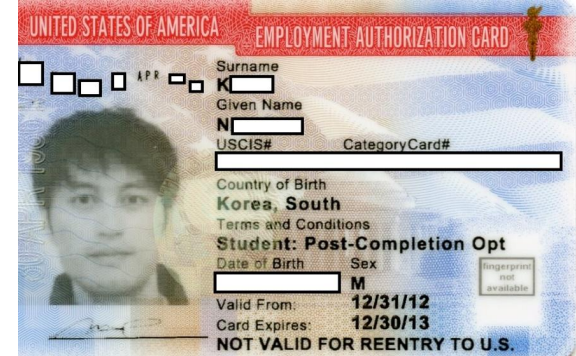 UNITED STATES OF AMERICA
EMPLOYMENT AUTHORIZATION CARD
APR
Surname
K
Given Name
N
USCIS# Category Card#
Country of Birth
Korea, South
Terms and Conditions
Student: Post-Completion Opt
Date of Birth Sex
M
fingerprint
not
available
Valid From: 12/31/12
Card Expires: 12/30/13
NOT VALID FOR REENTRY TO U.S.